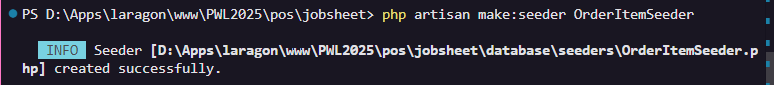 PS D:\Apps\laragon\www\PWL2025\pos\jobsheet> php artisan make:seeder OrderItemSeeder
INFO Seeder [D:\Apps\laragon\www\PWL2025\pos\jobsheet\database\seeders\OrderItemSeeder.p
hp] created successfully.